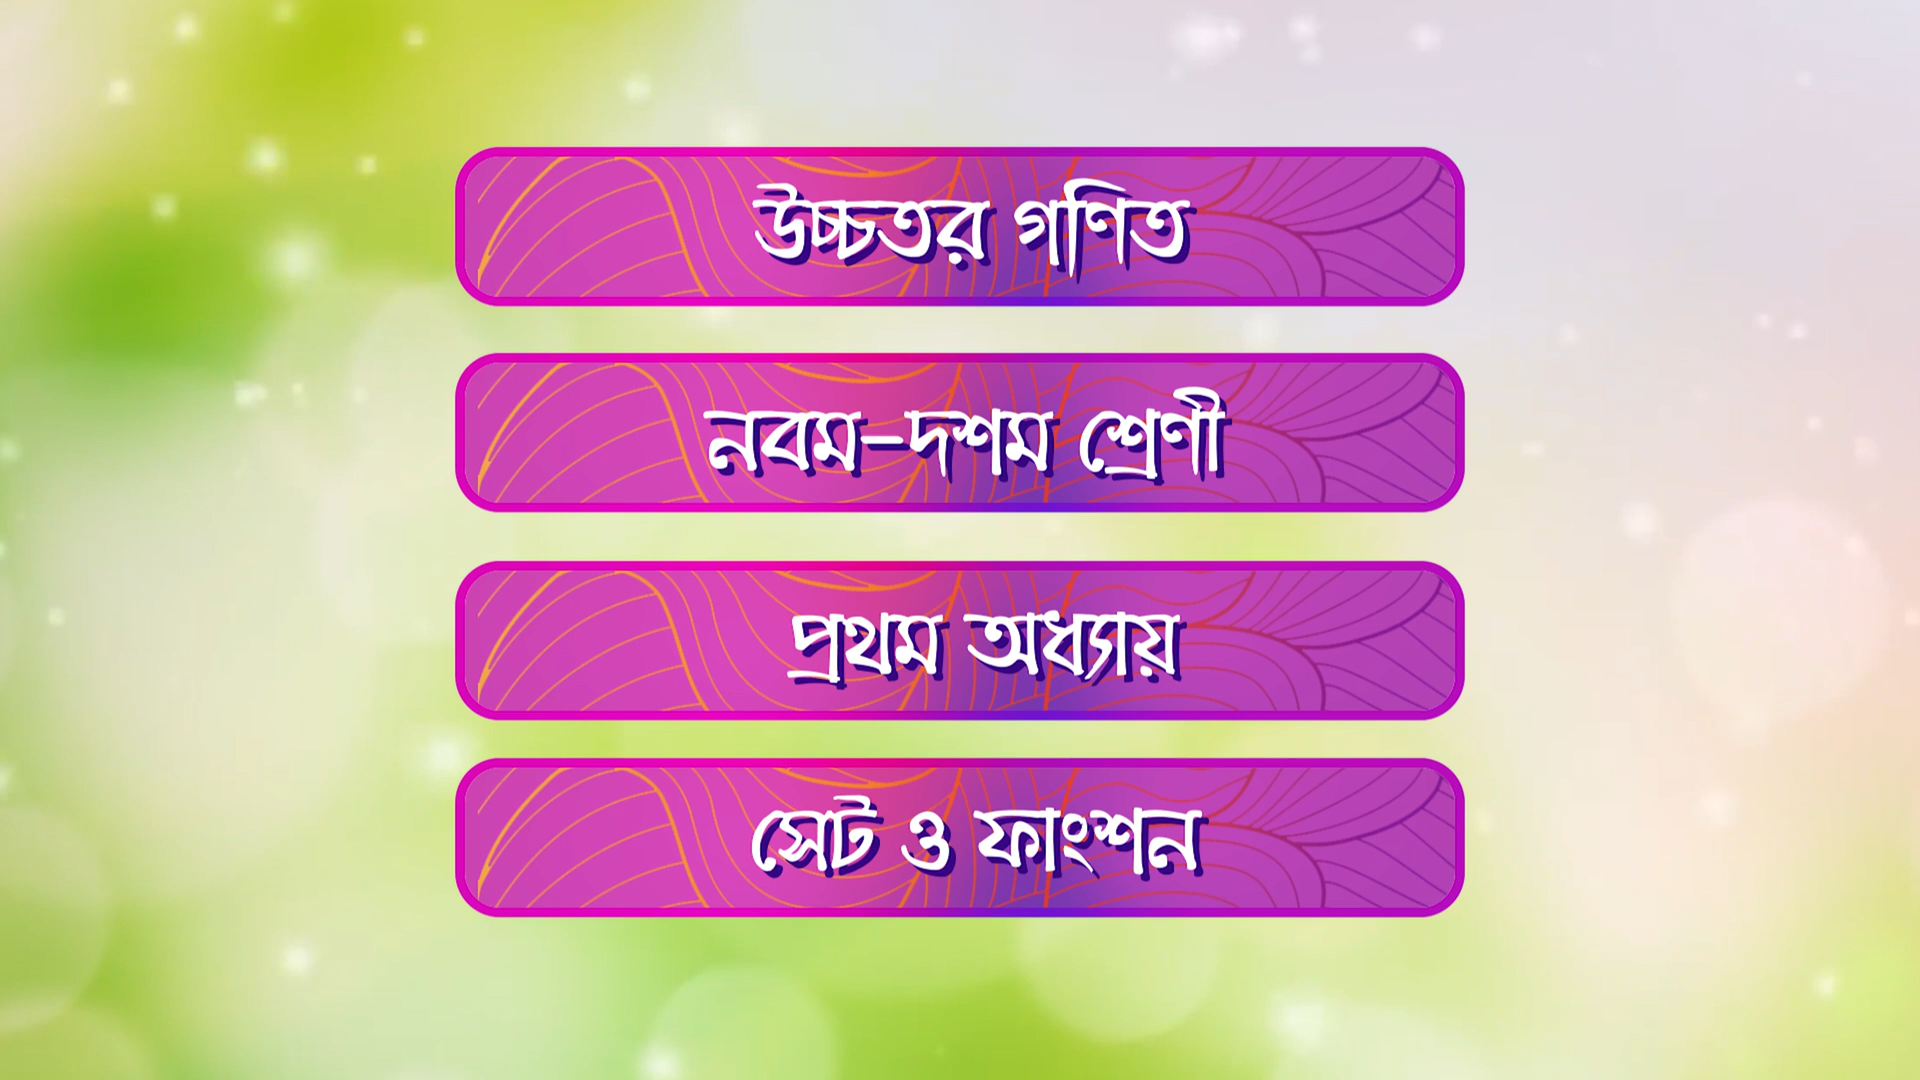 উচ্চতর গণিত
নবম-দশম শ্রেণী
প্রথম অধ্যায়
সেট ও ফাংশন